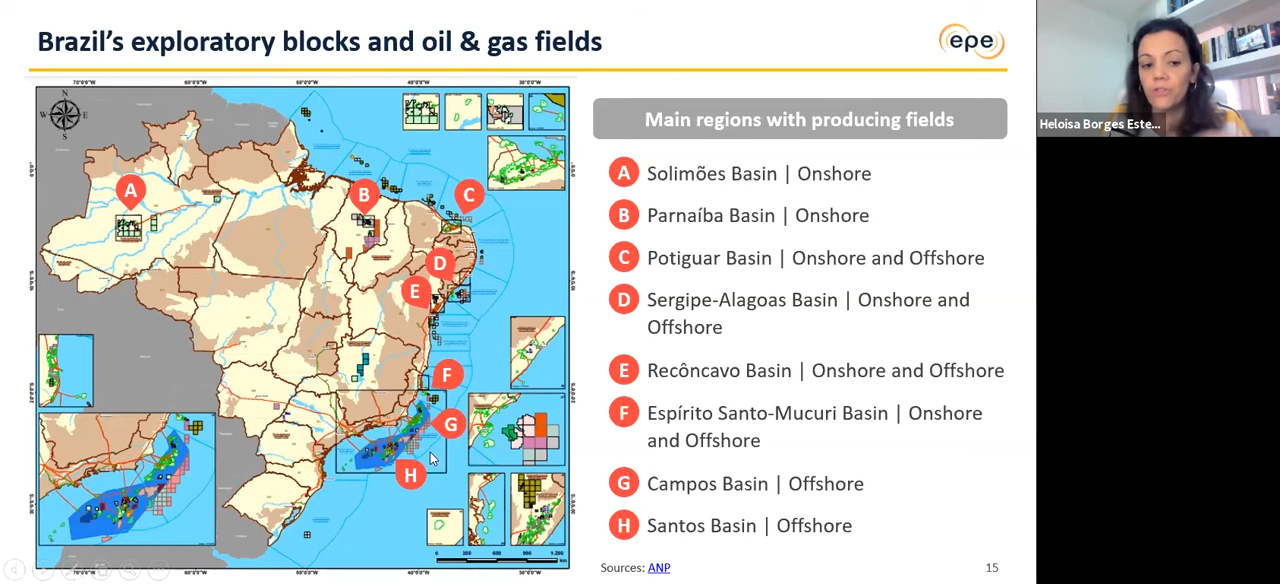 Brazil's exploratory blocks and oil & gas fields
epe
Heloisa Borges Este...
Main regions with producing fields
A Solimões Basin | Onshore
B Parnaíba Basin | Onshore
C Potiguar Basin | Onshore and Offshore
D Sergipe-Alagoas Basin | Onshore and
Offshore
E Recôncavo Basin | Onshore and Offshore
F Espírito Santo-Mucuri Basin | Onshore
and Offshore
G Campos Basin | Offshore
H Santos Basin | Offshore
N
W E
S
A
B
C
D
E
F
G
H
Sources: ANP
15